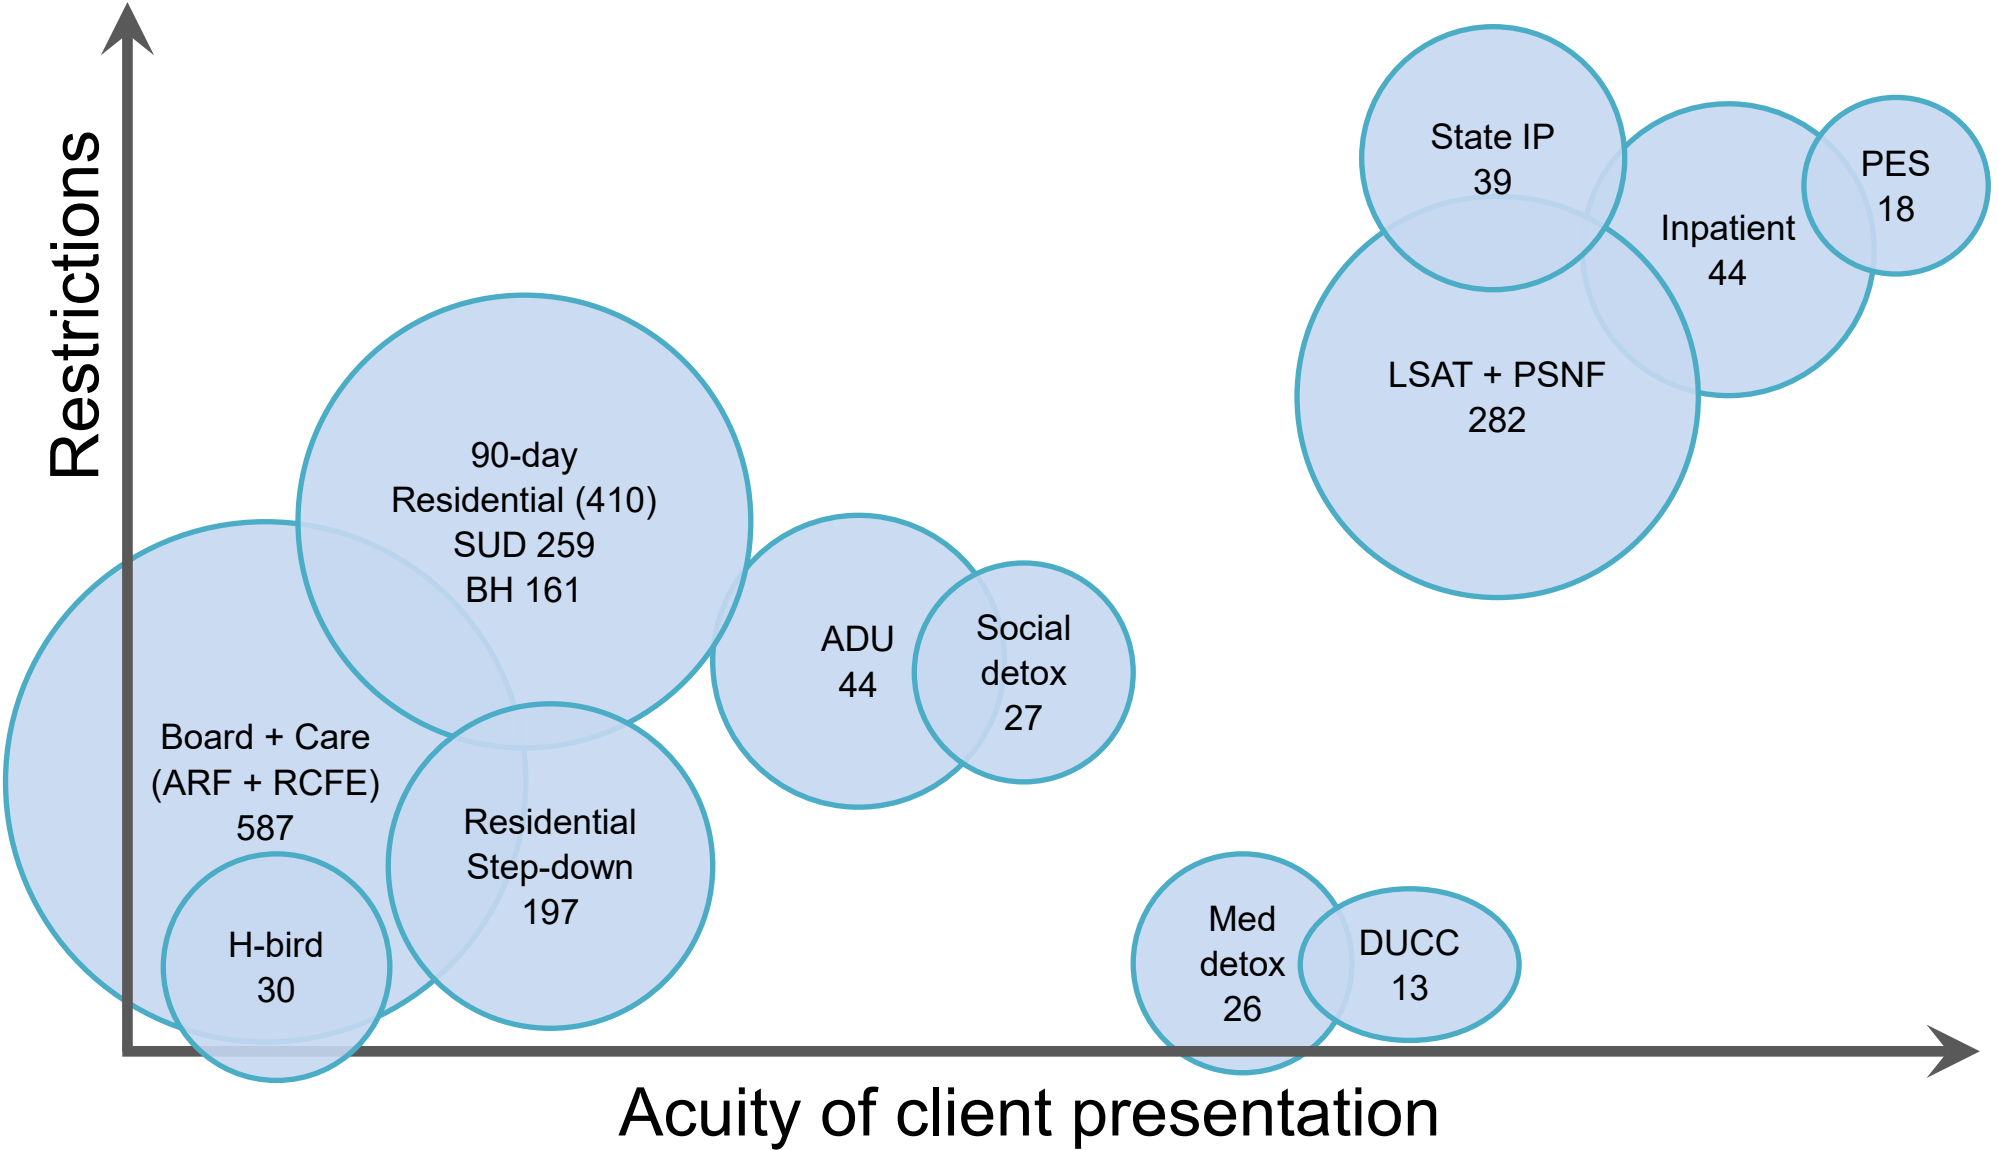 Restrictions
State IP
39
PES
18
Inpatient
44
LSAT + PSNF
282
90-day
Residential (410)
SUD 259
BH 161
ADU
44
Social
detox
27
Board + Care
(ARF + RCFE)
587
Residential
Step-down
197
H-bird
30
Med
detox
26
DUCC
13
Acuity of client presentation